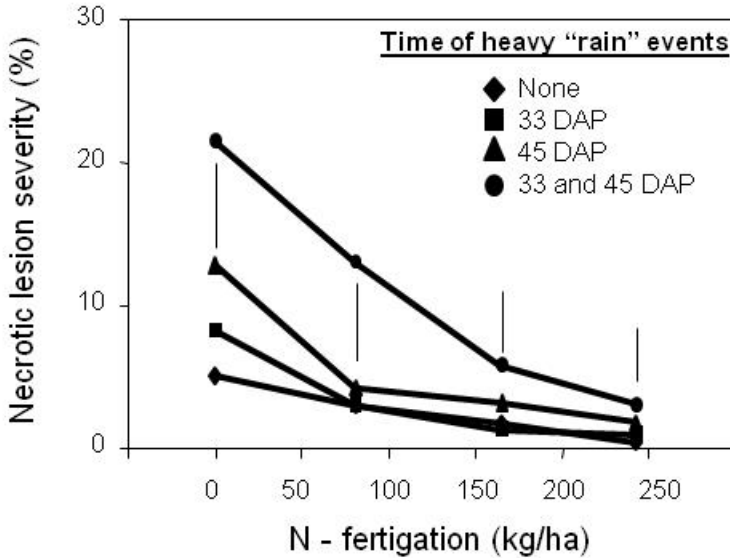 30
20
10
0
Necrotic lesion severity (%)
Time of heavy “rain” events
None
33 DAP
45 DAP
33 and 45 DAP
0 50 100 150 200 250
N - fertigation (kg/ha)